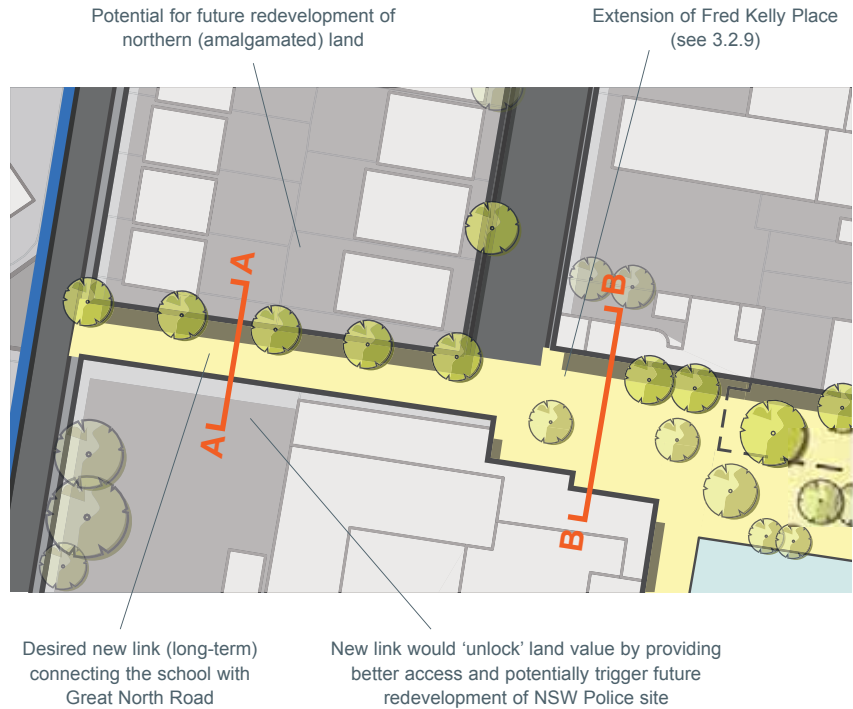 Potential for future redevelopment of
northern (amalgamated) land
Extension of Fred Kelly Place
(see 3.2.9)
A
B
A
B
Desired new link (long-term)
connecting the school with
Great North Road
New link would ‘unlock’ land value by providing
better access and potentially trigger future
redevelopment of NSW Police site